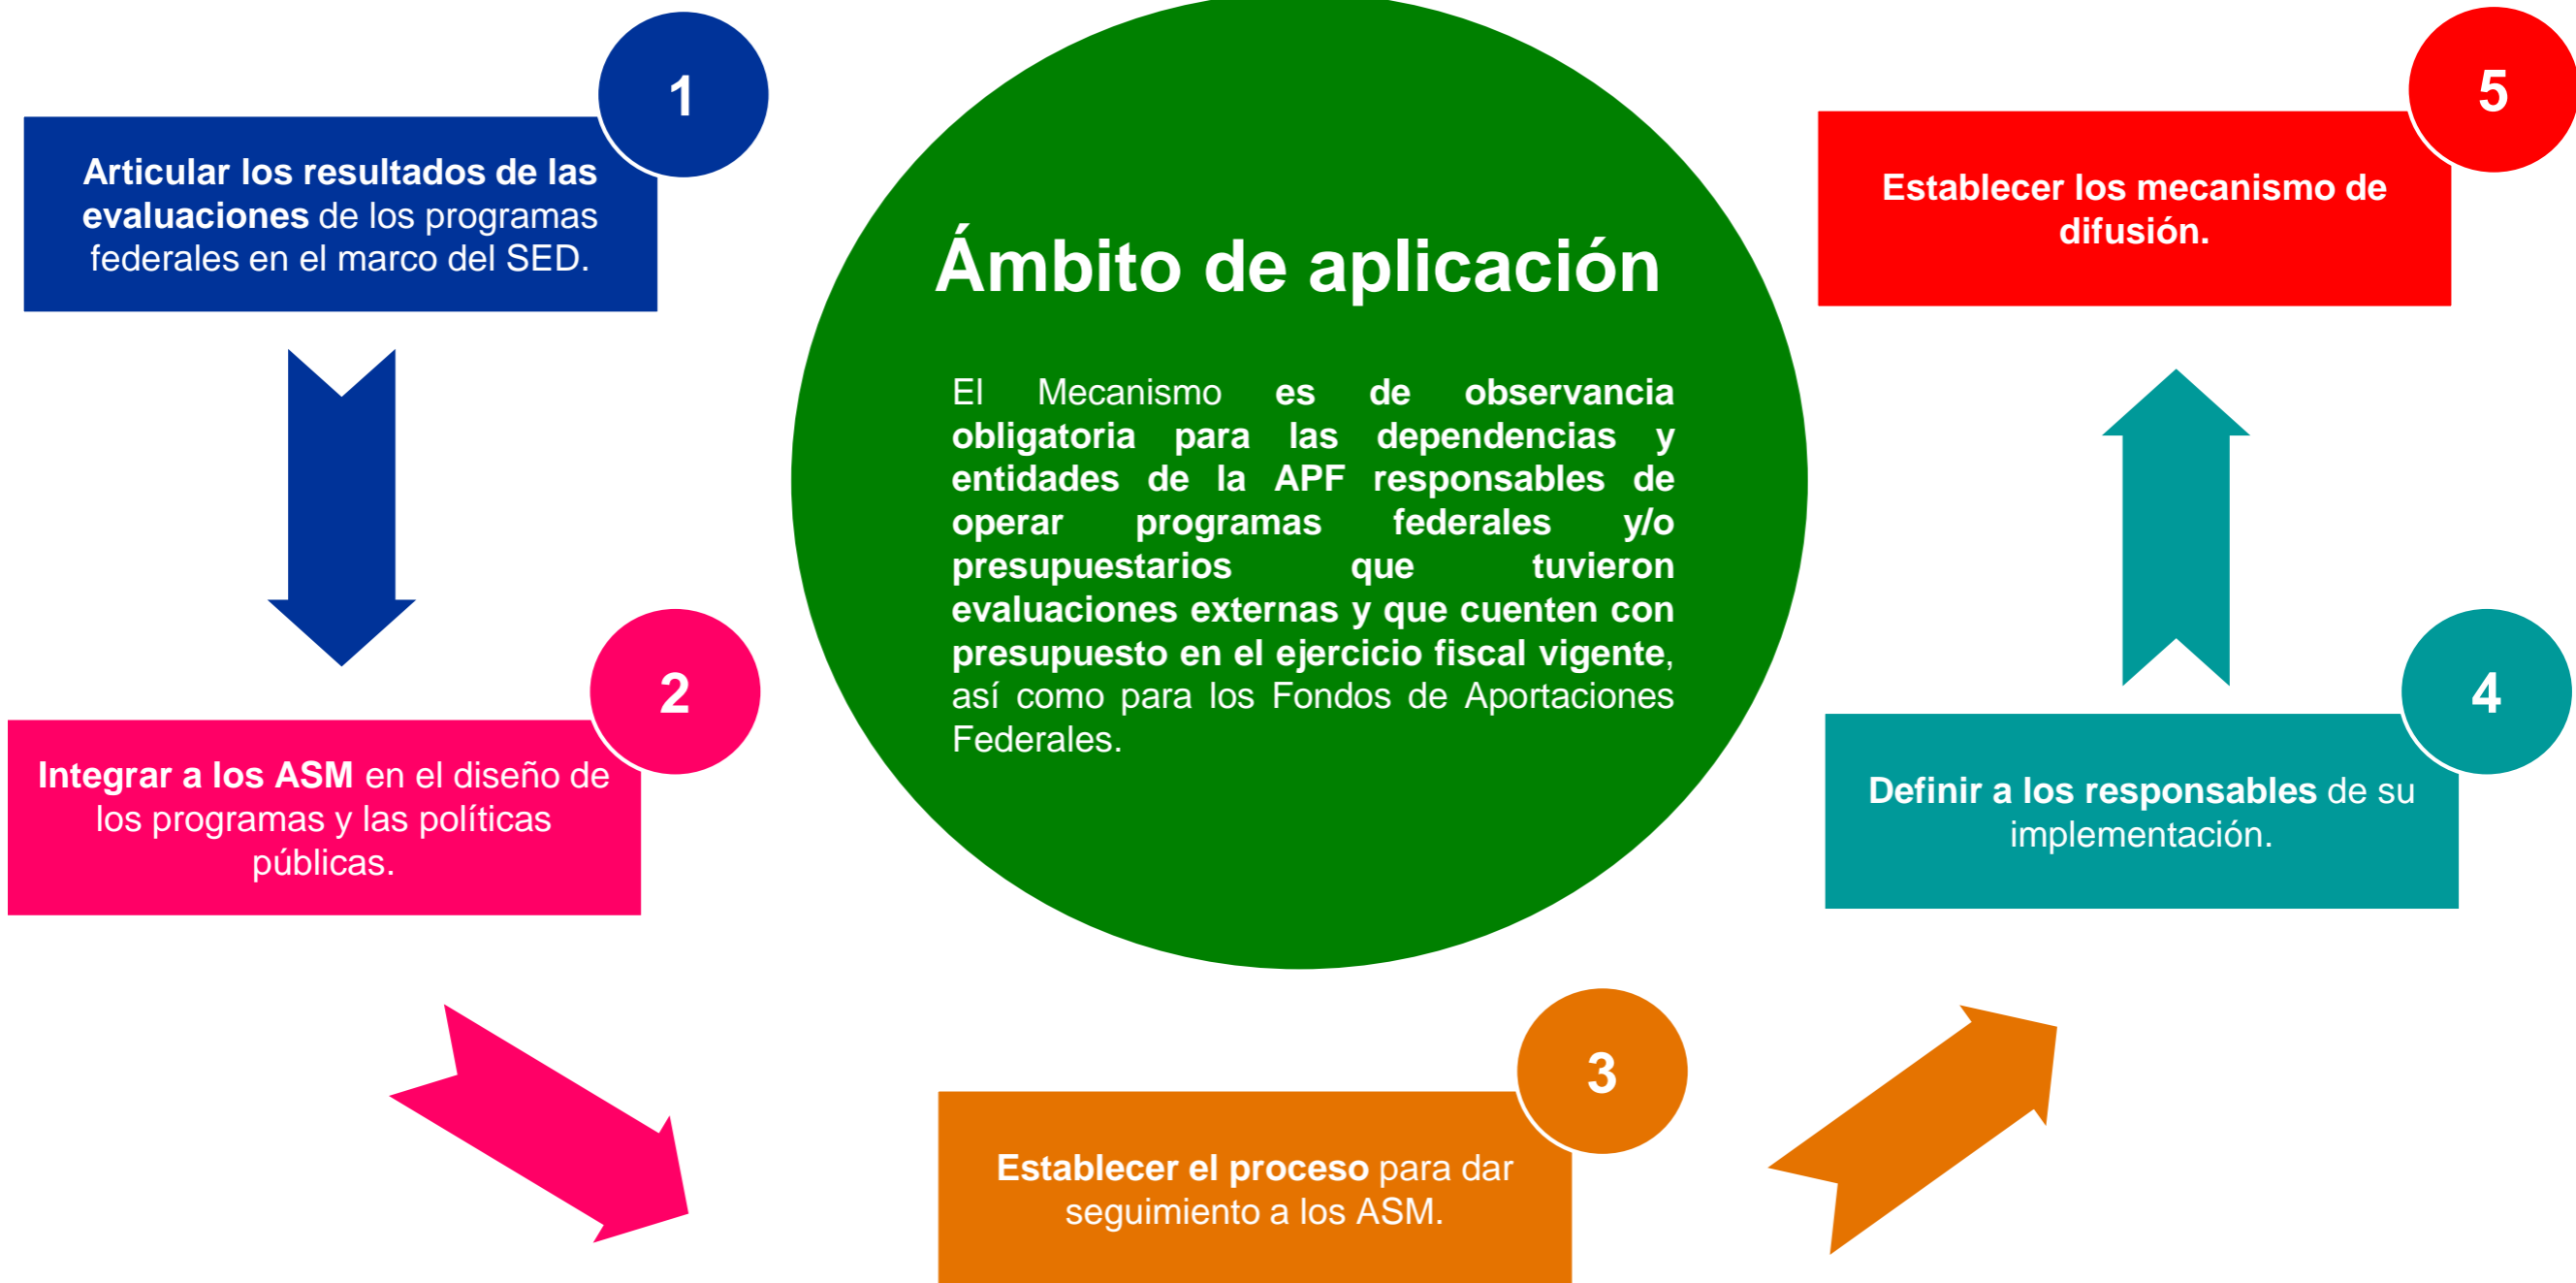 1
Articular los resultados de las
evaluaciones de los programas
federales en el marco del SED.
2
Integrar a los ASM en el diseño de
los programas y las políticas
públicas.
Ámbito de aplicación
El Mecanismo es de observancia
obligatoria para las dependencias y
entidades de la APF responsables de
operar programas federales y/o
presupuestarios que tuvieron
evaluaciones externas y que cuenten con
presupuesto en el ejercicio fiscal vigente,
así como para los Fondos de Aportaciones
Federales.
3
Establecer el proceso para dar
seguimiento a los ASM.
4
Definir a los responsables de su
implementación.
5
Establecer los mecanismo de
difusión.